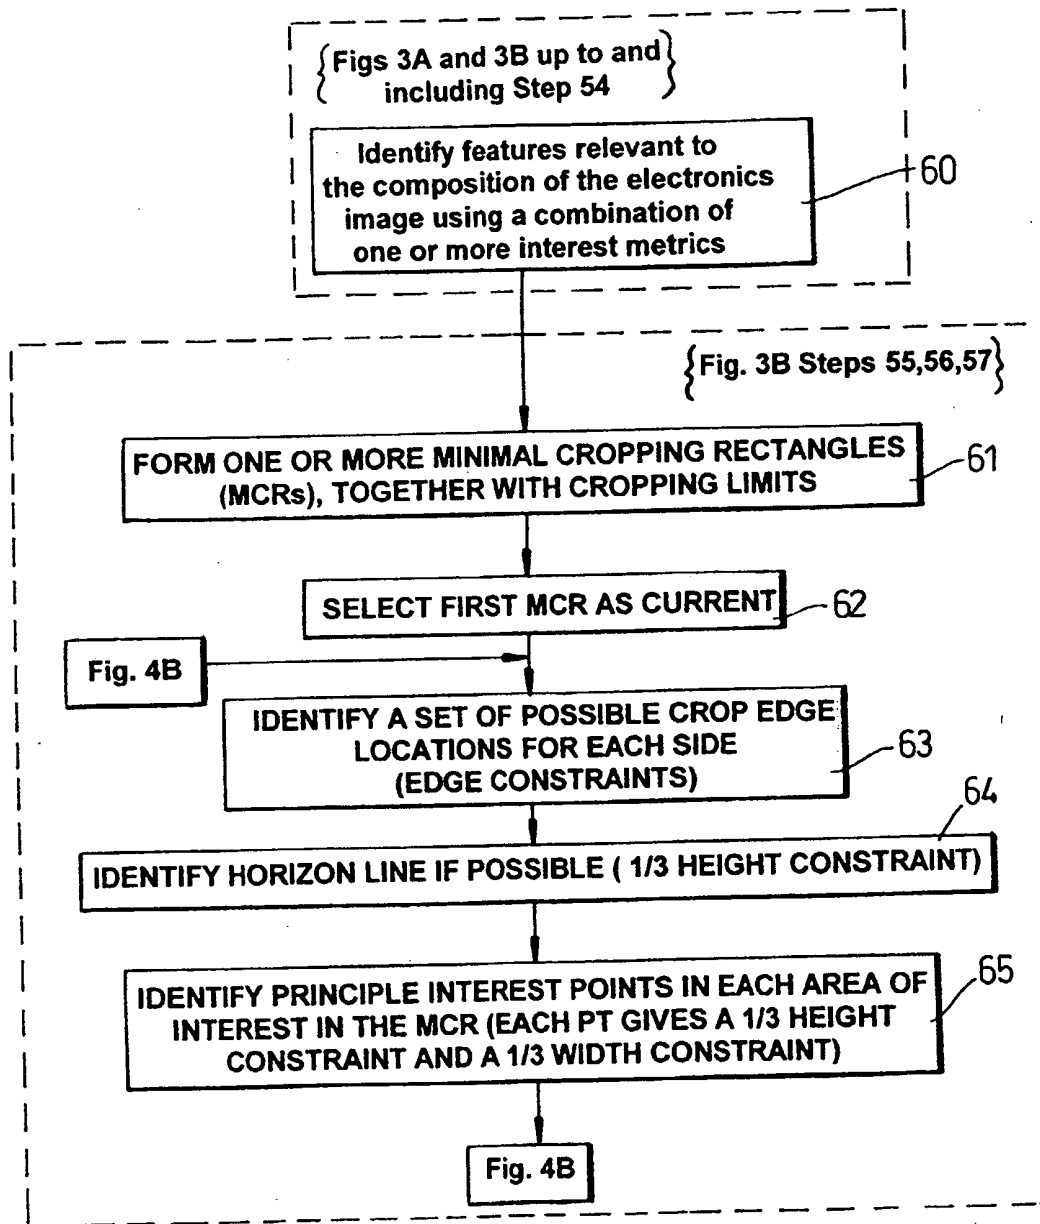 {Figs 3A and 3B up to and
including Step 54}
Identify features relevant to
the composition of the electronics
image using a combination of
one or more interest metrics
60
{Fig. 3B Steps 55,56,57}
FORM ONE OR MORE MINIMAL CROPPING RECTANGLES
(MCRs), TOGETHER WITH CROPPING LIMITS
61
SELECT FIRST MCR AS CURRENT
62
Fig. 4B
IDENTIFY A SET OF POSSIBLE CROP EDGE
LOCATIONS FOR EACH SIDE
(EDGE CONSTRAINTS)
63
64
IDENTIFY HORIZON LINE IF POSSIBLE ( 1/3 HEIGHT CONSTRAINT)
65
IDENTIFY PRINCIPLE INTEREST POINTS IN EACH AREA OF
INTEREST IN THE MCR (EACH PT GIVES A 1/3 HEIGHT
CONSTRAINT AND A 1/3 WIDTH CONSTRAINT)
Fig. 4B